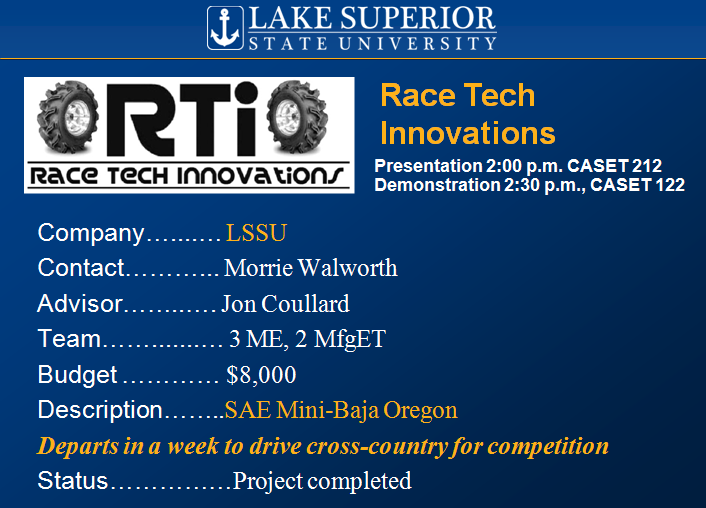 LAKE SUPERIOR
STATE UNIVERSITY
RTi
RACE TECH INNOVATIONS
Race Tech
Innovations
Presentation 2:00 p.m. CASET 212
Demonstration 2:30 p.m., CASET 122
Company…...…. LSSU
Contact……….. Morrie Walworth
Advisor……..…. Jon Coullard
Team……......…. 3 ME, 2 MfgET
Budget ………… $8,000
Description……..SAE Mini-Baja Oregon
Departs in a week to drive cross-country for competition
Status……………Project completed